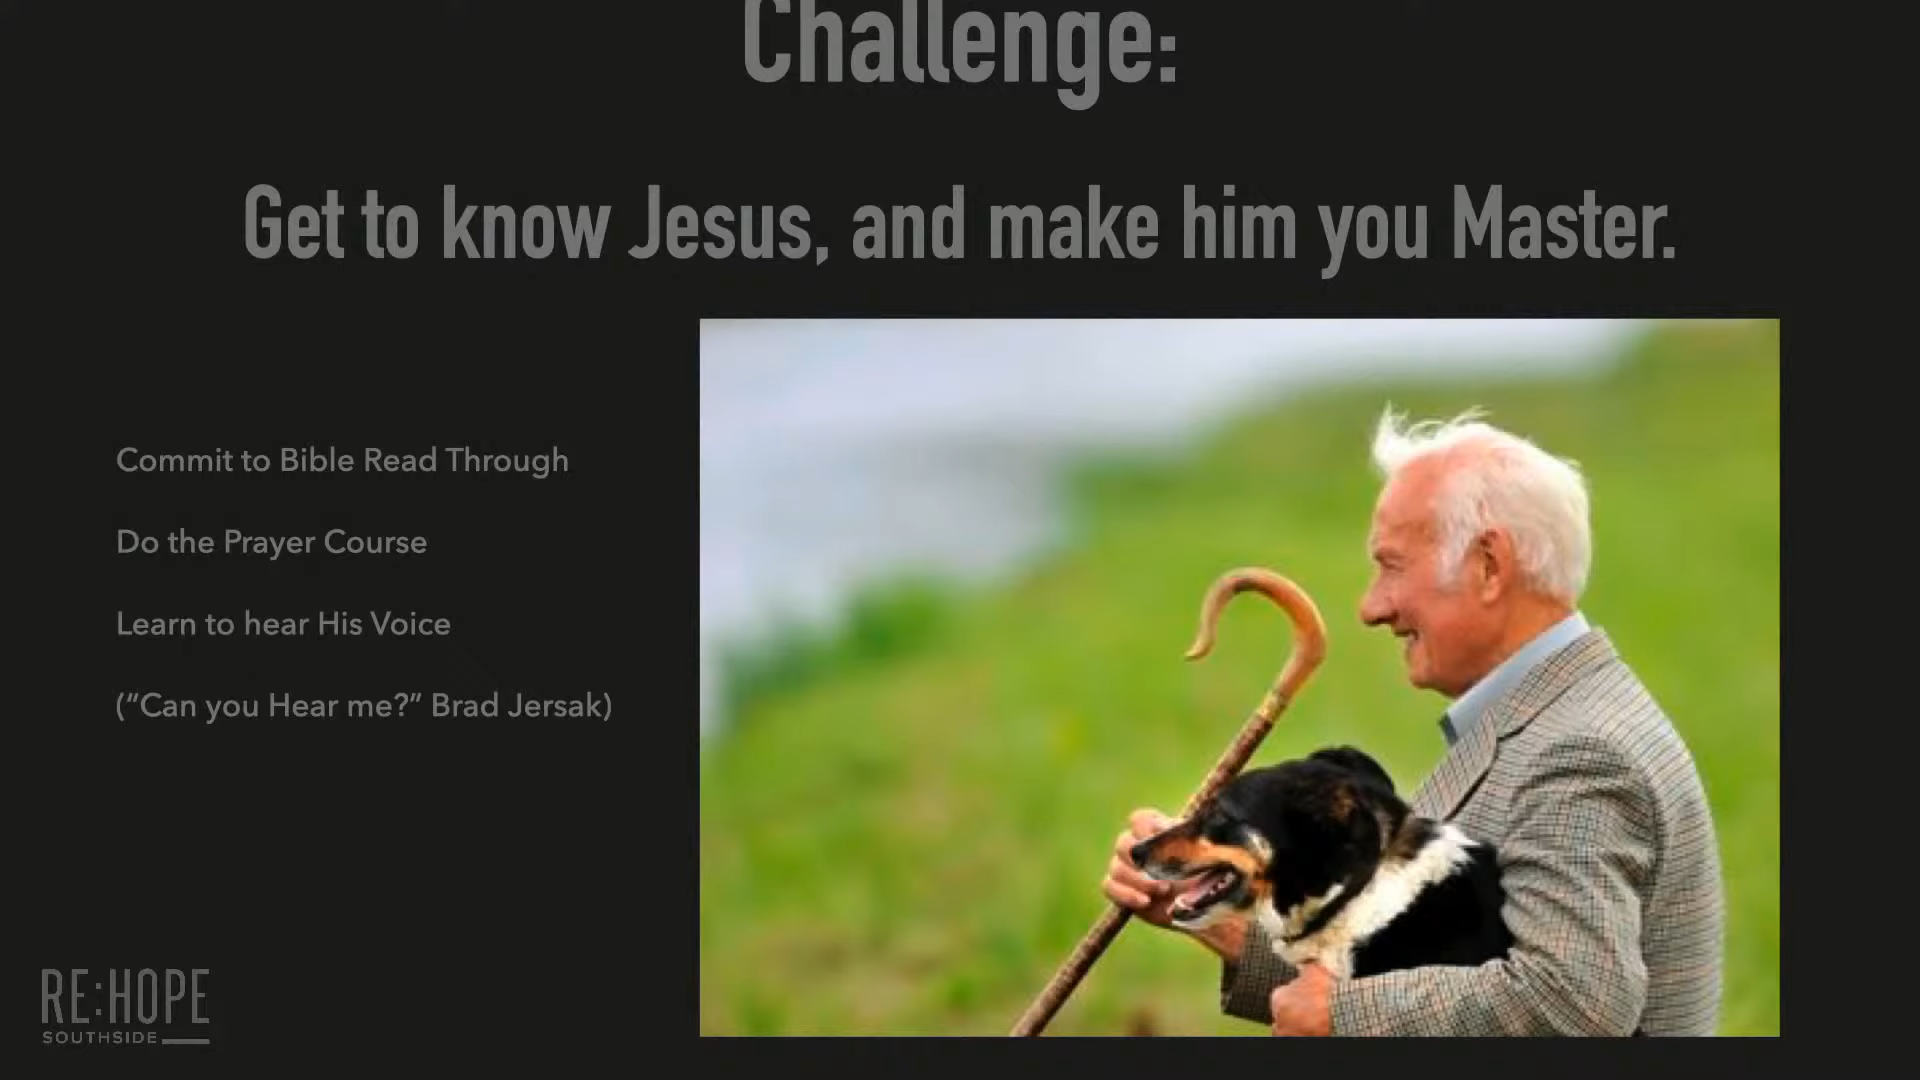 Challenge:
Get to know Jesus, and make him you Master.
Commit to Bible Read Through
Do the Prayer Course
Learn to hear His Voice
(“Can you Hear me?” Brad Jersak)
RE:HOPE
SOUTHSIDE